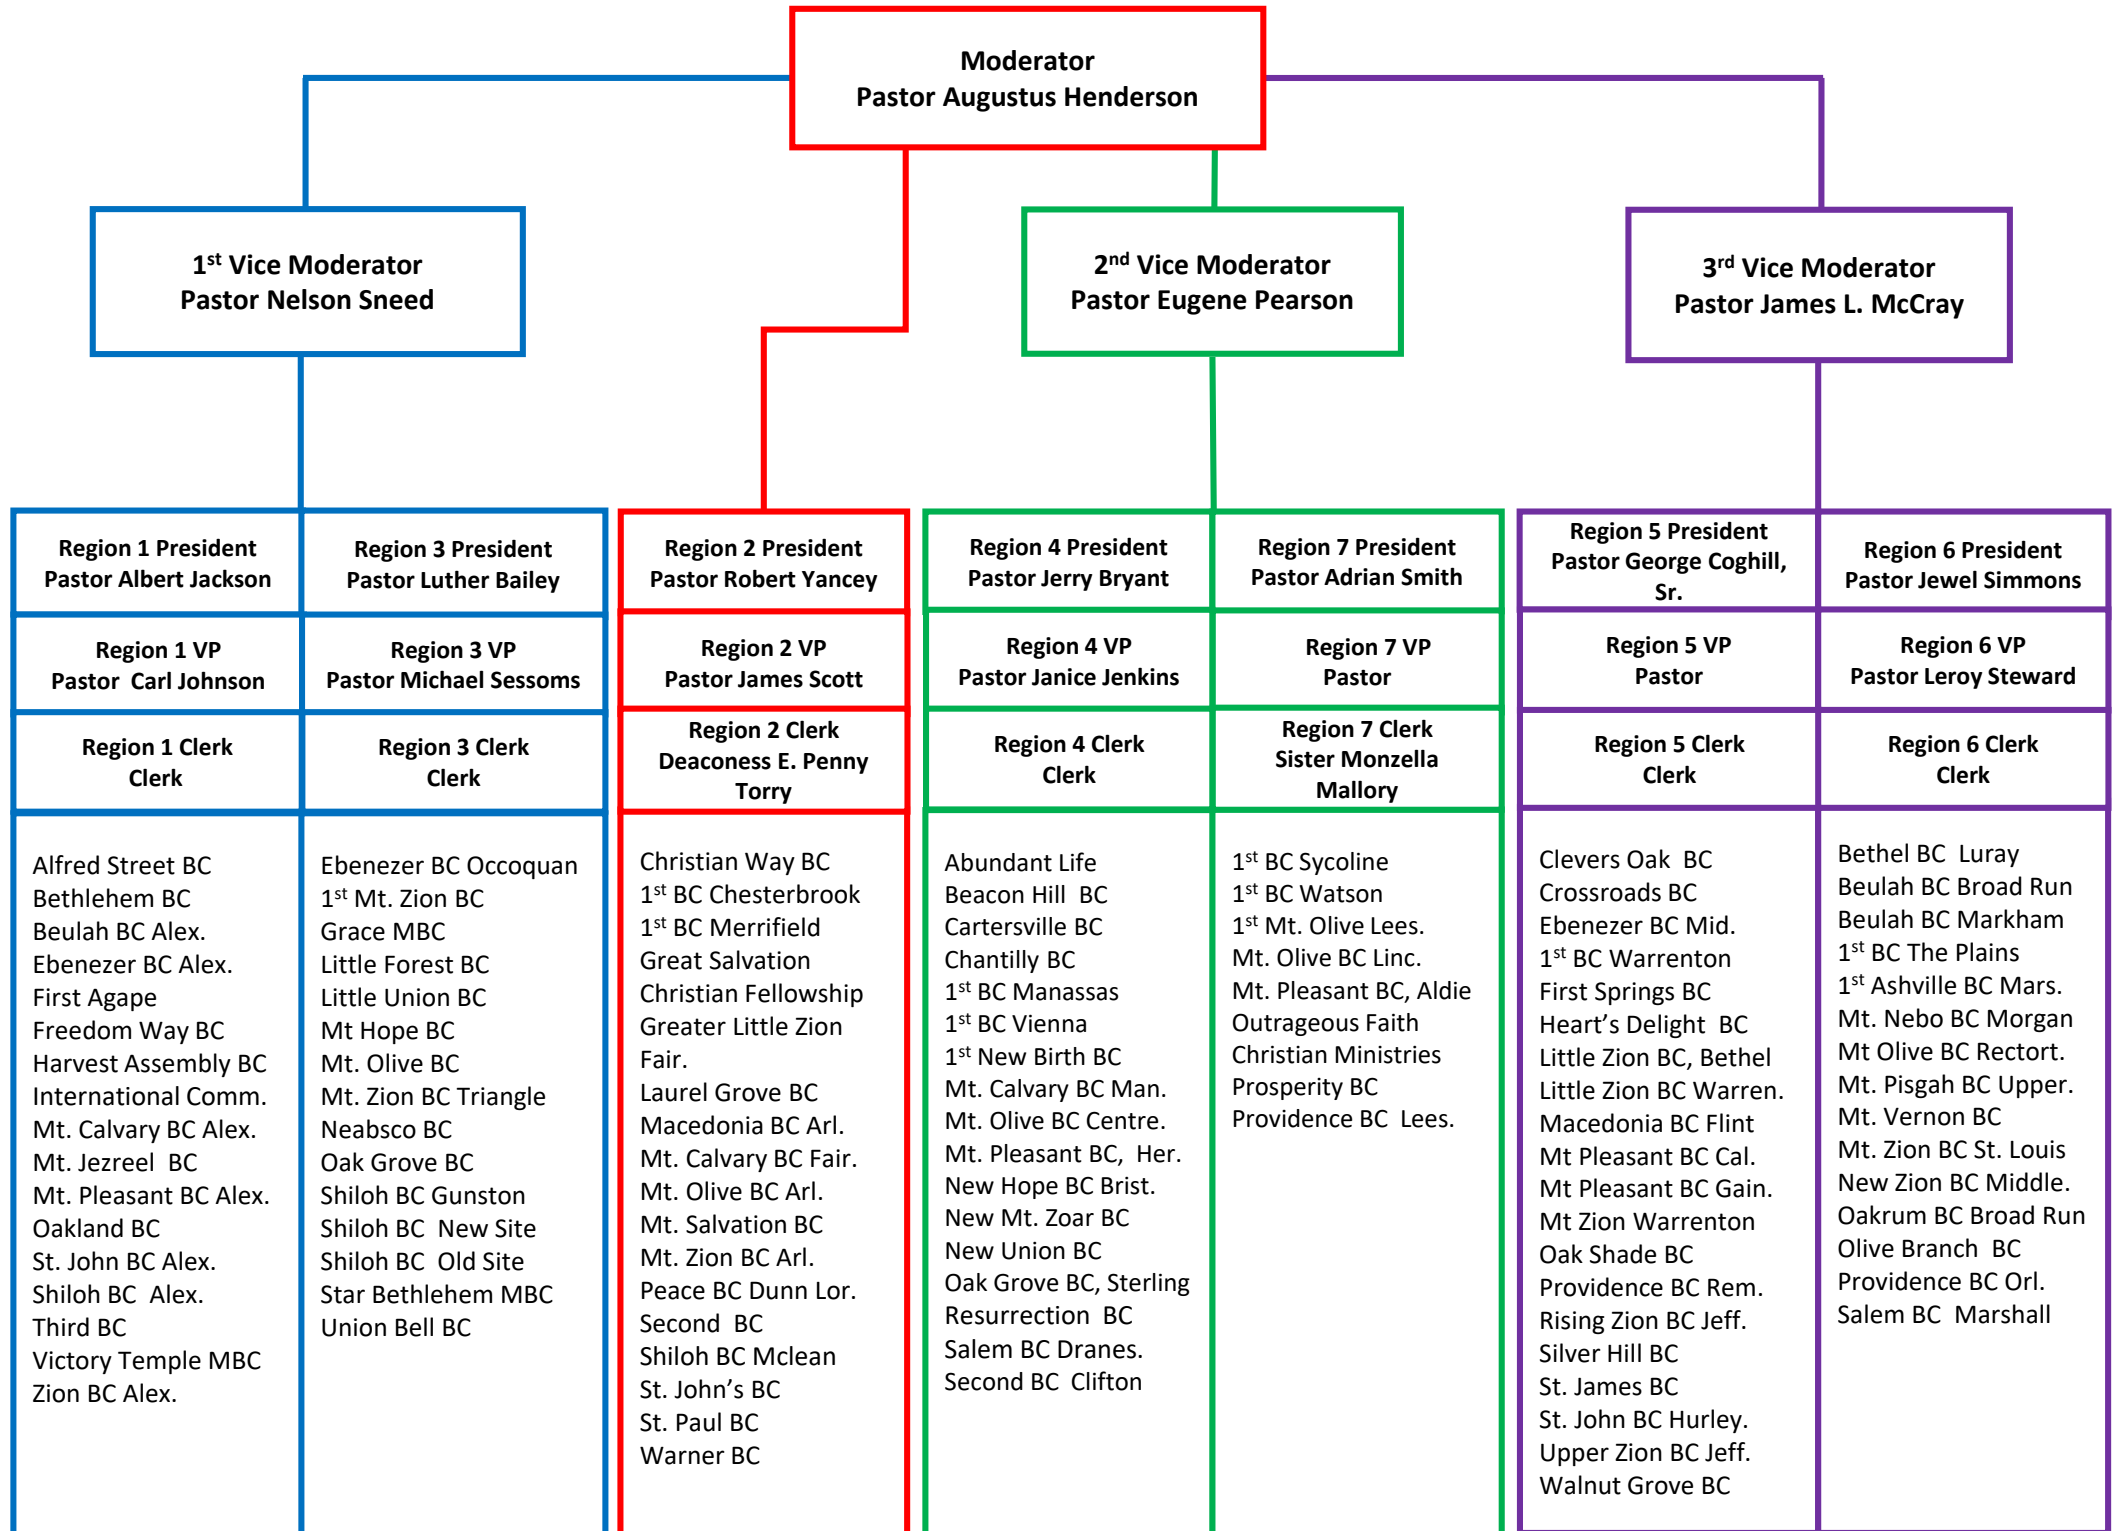 Moderator
Pastor Augustus Henderson
1st Vice Moderator
Pastor Nelson Sneed
2nd Vice Moderator
Pastor Eugene Pearson
3rd Vice Moderator
Pastor James L. McCray
Region 1 President
Pastor Albert Jackson
Region 1 VP
Pastor Carl Johnson
Region 1 Clerk
Clerk
Alfred Street BC
Bethlehem BC
Beulah BC Alex.
Ebenezer BC Alex.
First Agape
Freedom Way BC
Harvest Assembly BC
International Comm.
Mt. Calvary BC Alex.
Mt. Jezreel BC
Mt. Pleasant BC Alex.
Oakland BC
St. John BC Alex.
Shiloh BC Alex.
Third BC
Victory Temple MBC
Zion BC Alex.
Region 3 President
Pastor Luther Bailey
Region 3 VP
Pastor Michael Sessoms
Region 3 Clerk
Clerk
Ebenezer BC Occoquan
1st Mt. Zion BC
Grace MBC
Little Forest BC
Little Union BC
Mt Hope BC
Mt. Olive BC
Mt. Zion BC Triangle
Neabsco BC
Oak Grove BC
Shiloh BC Gunston
Shiloh BC New Site
Shiloh BC Old Site
Star Bethlehem MBC
Union Bell BC
Region 2 President
Pastor Robert Yancey
Region 2 VP
Pastor James Scott
Region 2 Clerk
Deaconess E. Penny
Torry
Christian Way BC
1st BC Chesterbrook
1st BC Merrifield
Great Salvation
Christian Fellowship
Greater Little Zion
Fair.
Laurel Grove BC
Macedonia BC Arl.
Mt. Calvary BC Fair.
Mt. Olive BC Arl.
Mt. Salvation BC
Mt. Zion BC Arl.
Peace BC Dunn Lor.
Second BC
Shiloh BC Mclean
St. John’s BC
St. Paul BC
Warner BC
Region 4 President
Pastor Jerry Bryant
Region 4 VP
Pastor Janice Jenkins
Region 4 Clerk
Clerk
Abundant Life
Beacon Hill BC
Cartersville BC
Chantilly BC
1st BC Manassas
1st BC Vienna
1st New Birth BC
Mt. Calvary BC Man.
Mt. Olive BC Centre.
Mt. Pleasant BC, Her.
New Hope BC Brist.
New Mt. Zoar BC
New Union BC
Oak Grove BC, Sterling
Resurrection BC
Salem BC Dranes.
Second BC Clifton
Region 7 President
Pastor Adrian Smith
Region 7 VP
Pastor
Region 7 Clerk
Sister Monzella
Mallory
1st BC Sycoline
1st BC Watson
1st Mt. Olive Lees.
Mt. Olive BC Linc.
Mt. Pleasant BC, Aldie
Outrageous Faith
Christian Ministries
Prosperity BC
Providence BC Lees.
Region 5 President
Pastor George Coghill,
Sr.
Region 5 VP
Pastor
Region 5 Clerk
Clerk
Clevers Oak BC
Crossroads BC
Ebenezer BC Mid.
1st BC Warrenton
First Springs BC
Heart’s Delight BC
Little Zion BC, Bethel
Little Zion BC Warren.
Macedonia BC Flint
Mt Pleasant BC Cal.
Mt Pleasant BC Gain.
Mt Zion Warrenton
Oak Shade BC
Providence BC Rem.
Rising Zion BC Jeff.
Silver Hill BC
St. James BC
St. John BC Hurley.
Upper Zion BC Jeff.
Walnut Grove BC
Region 6 President
Pastor Jewel Simmons
Region 6 VP
Pastor Leroy Steward
Region 6 Clerk
Clerk
Bethel BC Luray
Beulah BC Broad Run
Beulah BC Markham
1st BC The Plains
1st Ashville BC Mars.
Mt. Nebo BC Morgan
Mt Olive BC Rectort.
Mt. Pisgah BC Upper.
Mt. Vernon BC
Mt. Zion BC St. Louis
New Zion BC Middle.
Oakrum BC Broad Run
Olive Branch BC
Providence BC Orl.
Salem BC Marshall